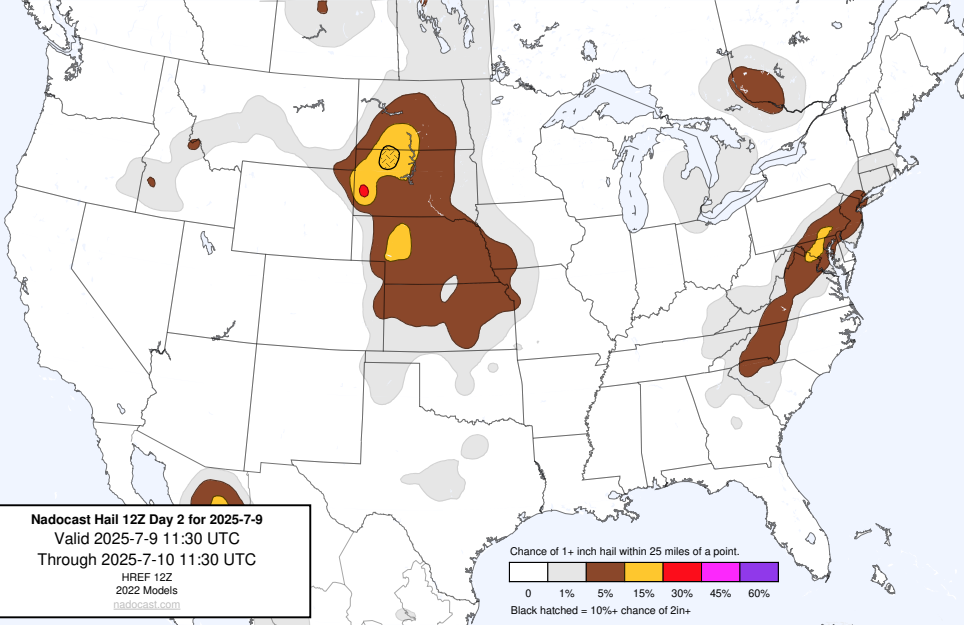 Nadocast Hail 12Z Day 2 for 2025-7-9
Valid 2025-7-9 11:30 UTC
Through 2025-7-10 11:30 UTC
HREF 12Z
2022 Models
nadocast.com
Chance of 1+ inch hail within 25 miles of a point.
0 1% 5% 15% 30% 45% 60%
Black hatched = 10%+ chance of 2in+